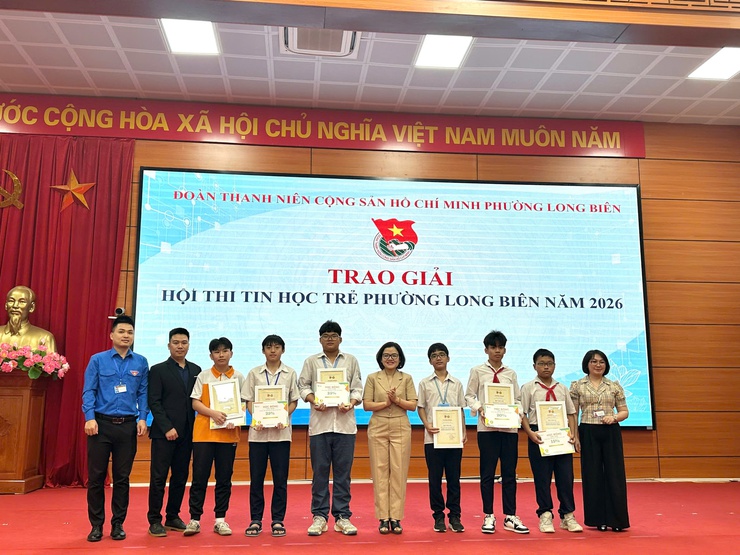 ƯỚC CỘNG HÒA XÃ HỘI CHỦ NGHĨA VIỆT NAM MUÔN NĂM
ĐOÀN THANH NIÊN CỘNG SẢN HỒ CHÍ MINH PHƯỜNG LONG BIÊN
TRAO GIẢI
HỘI THI TIN HỌC TRẺ PHƯỜNG LONG BIÊN NĂM 2026